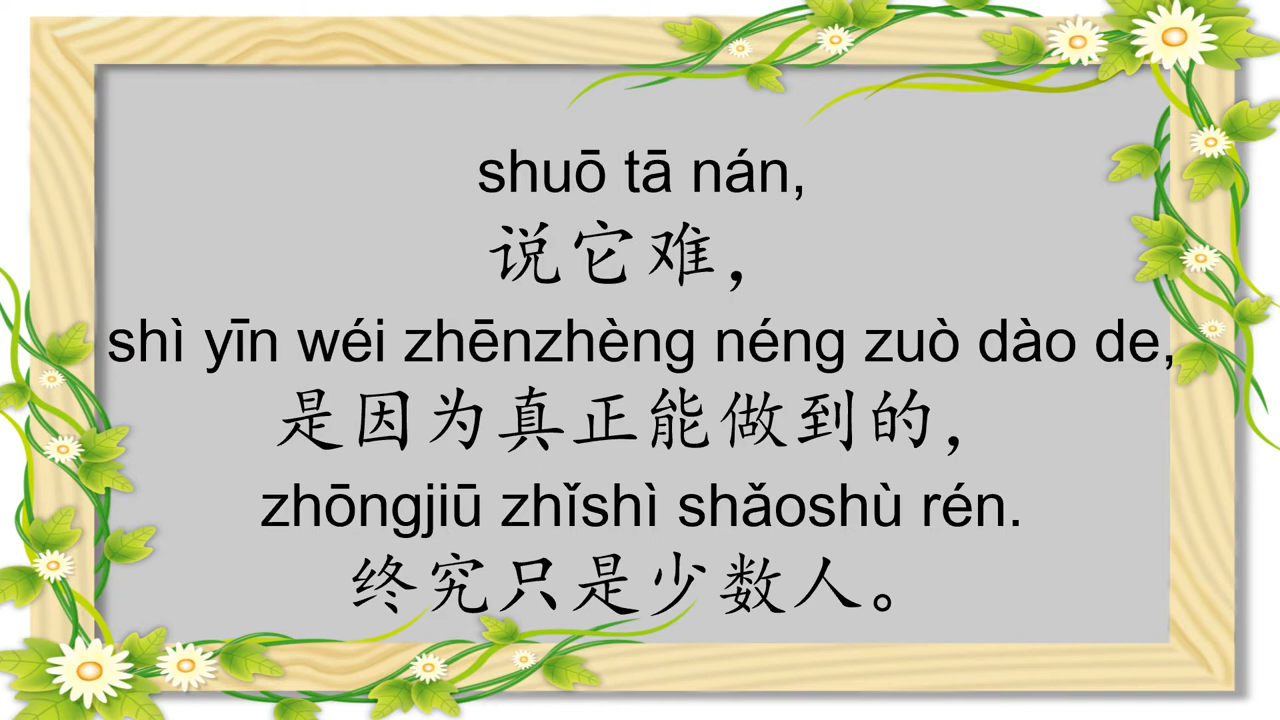 shuō tā nán,
说它难，
shì yīn wéi zhēnzhèng néng zuò dào de,
是因为真正能做到的，
zhōngjiū zhǐshì shǎoshù rén.
终究只是少数人。